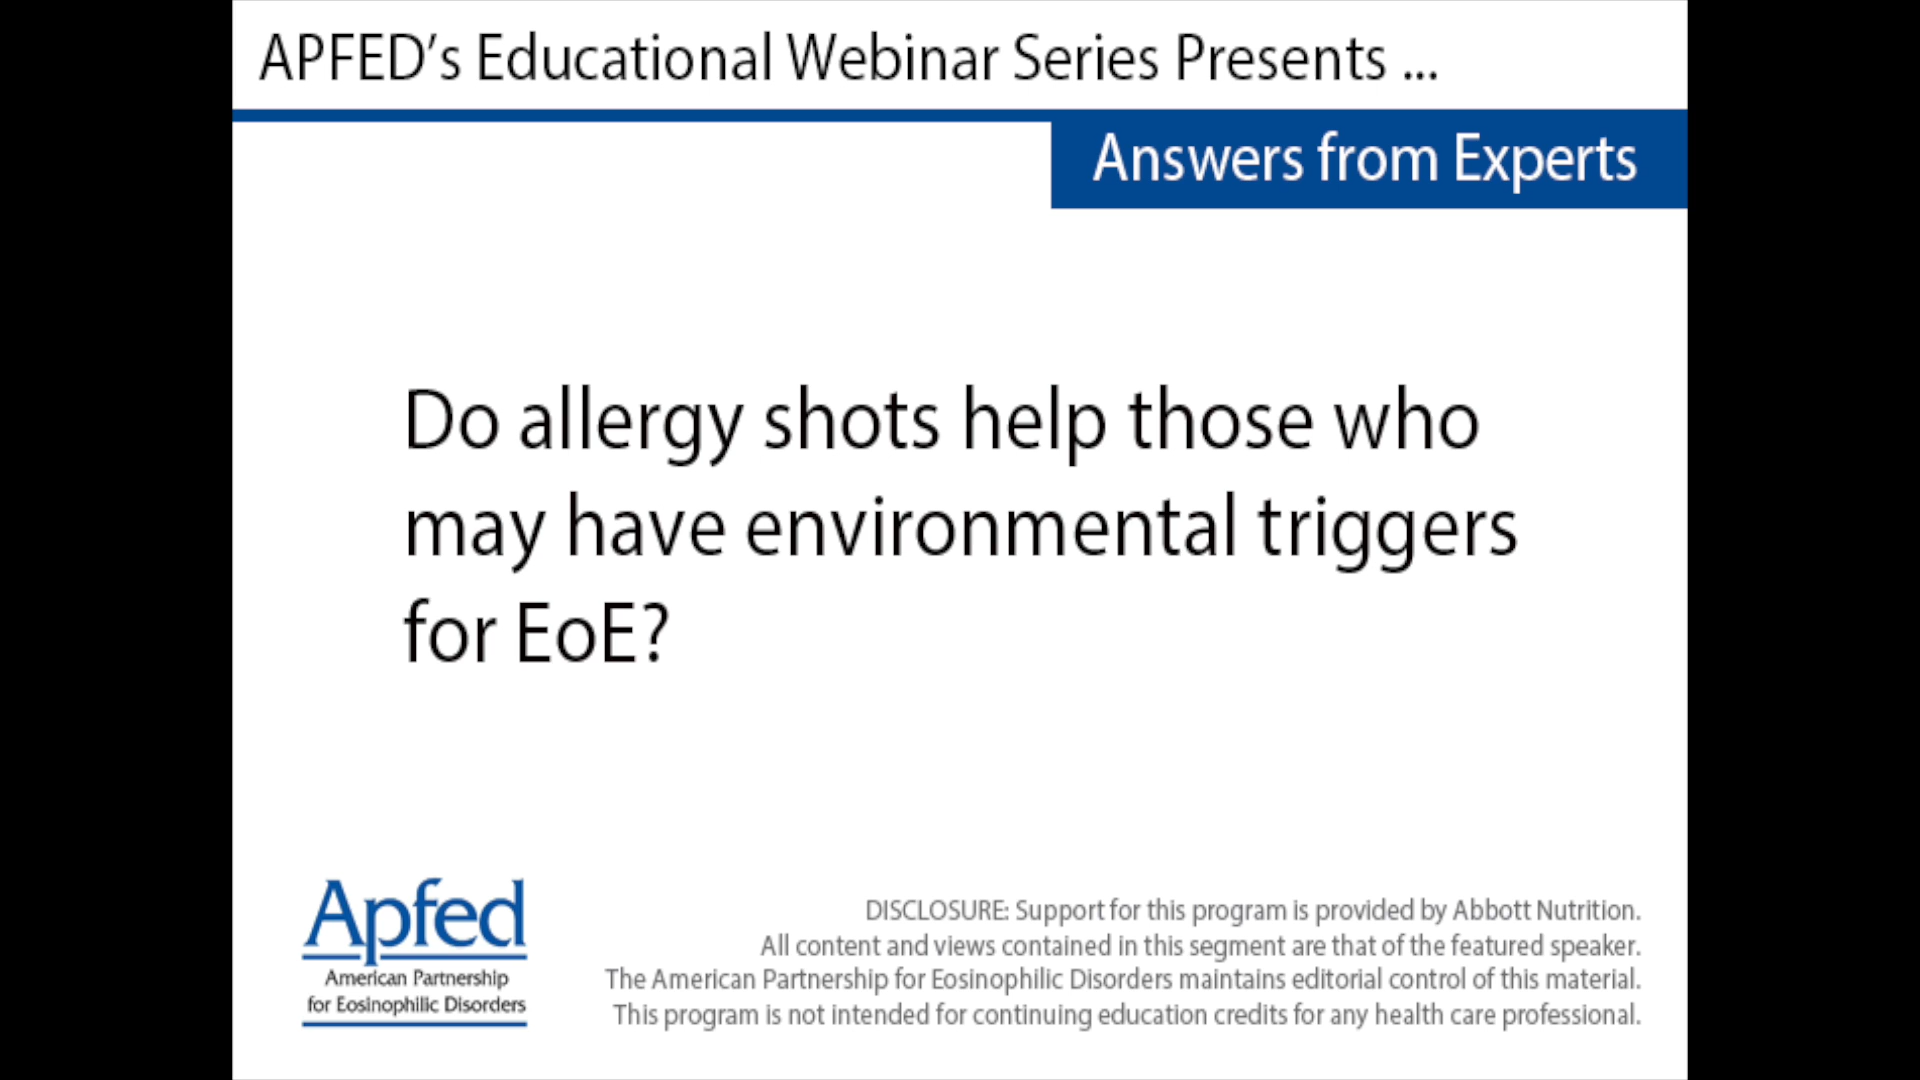 APFED’s Educational Webinar Series Presents ...
Answers from Experts
Do allergy shots help those who
may have environmental triggers
for EoE?
Apfed
American Partnership
for Eosinophilic Disorders
DISCLOSURE: Support for this program is provided by Abbott Nutrition.
All content and views contained in this segment are that of the featured speaker.
The American Partnership for Eosinophilic Disorders maintains editorial control of this material.
This program is not intended for continuing education credits for any health care professional.